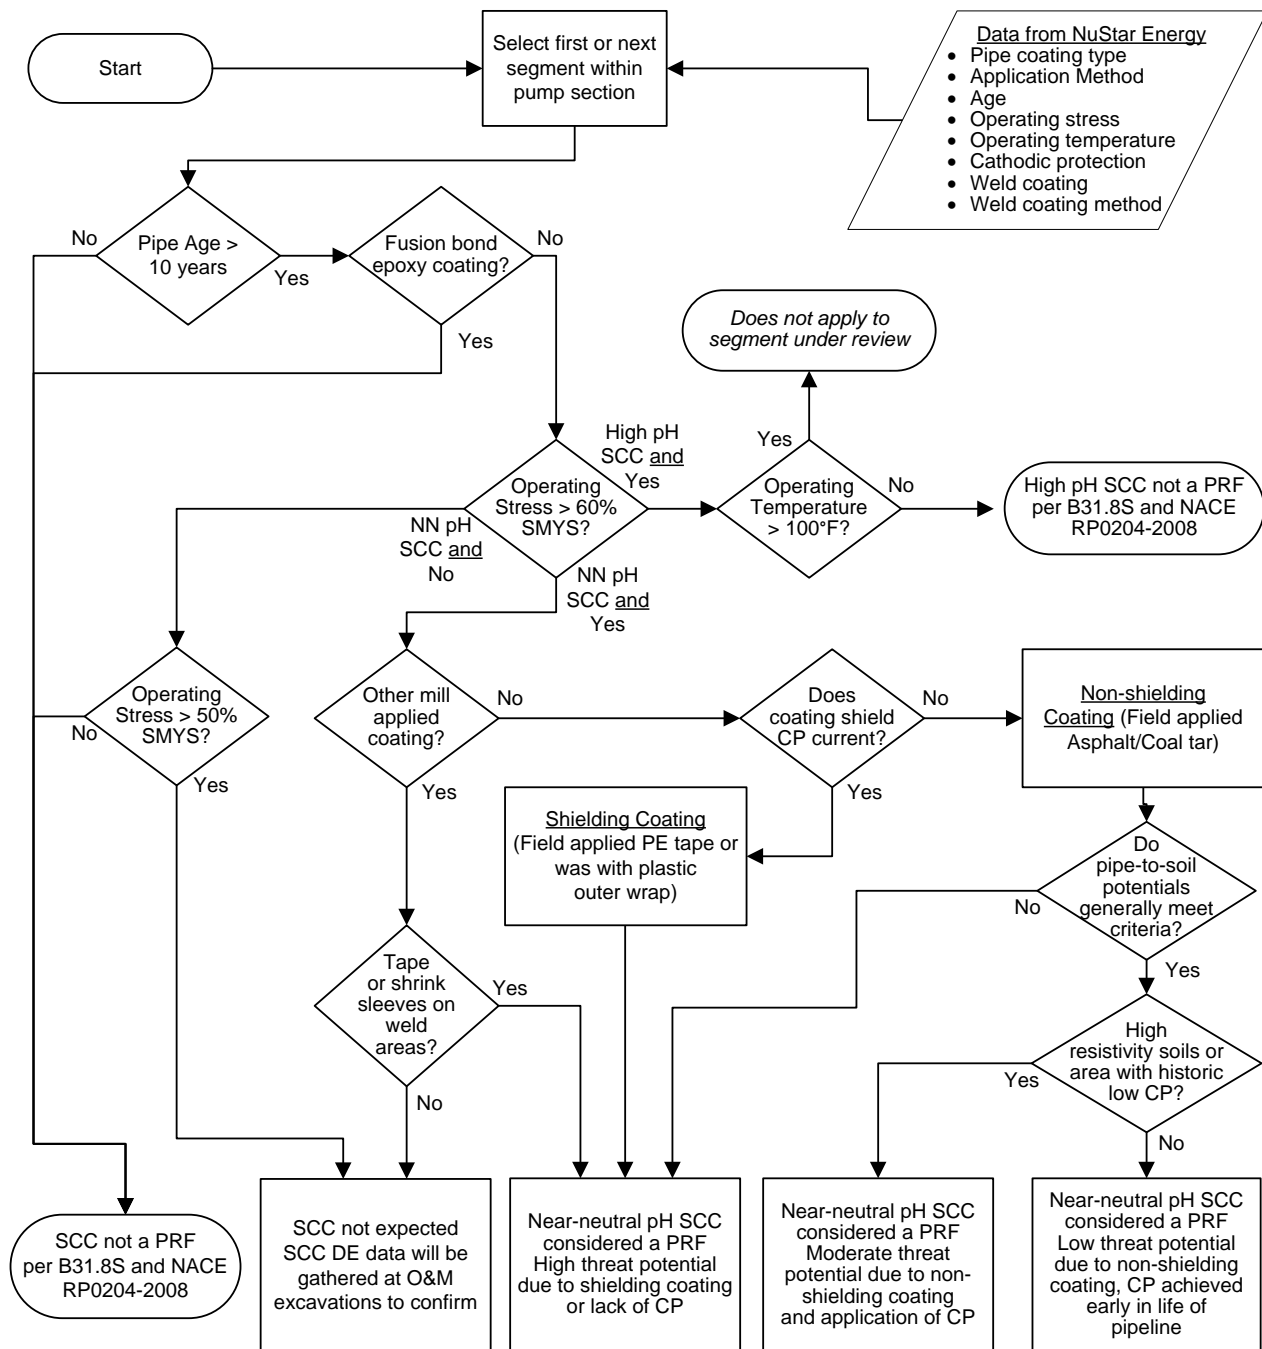 Start
Select first or next
segment within
pump section
Data from NuStar Energy
• Pipe coating type
• Application Method
• Age
• Operating stress
• Operating temperature
• Cathodic protection
• Weld coating
• Weld coating method
No
Pipe Age >
10 years
Yes
Fusion bond
epoxy coating?
No
Yes
Does not apply to
segment under review
High pH
SCC and
Yes
Yes
Operating
Stress > 60%
SMYS?
Operating
Temperature
> 100°F?
No
High pH SCC not a PRF
per B31.8S and NACE
RP0204-2008
NN pH
SCC and
No
NN pH
SCC and
Yes
Operating
Stress > 50%
SMYS?
No
Yes
Other mill
applied
coating?
No
Yes
Does
coating shield
CP current?
No
Yes
Non-shielding
Coating (Field applied
Asphalt/Coal tar)
Shielding Coating
(Field applied PE tape or
was with plastic
outer wrap)
Do
pipe-to-soil
potentials
generally meet
criteria?
No
Yes
Tape
or shrink
sleeves on
weld
areas?
Yes
No
High
resistivity soils or
area with historic
low CP?
Yes
No
SCC not a PRF
per B31.8S and NACE
RP0204-2008
SCC not expected
SCC DE data will be
gathered at O&M
excavations to confirm
Near-neutral pH SCC
considered a PRF
High threat potential
due to shielding coating
or lack of CP
Near-neutral pH SCC
considered a PRF
Moderate threat
potential due to non-
shielding coating
and application of CP
Near-neutral pH SCC
considered a PRF
Low threat potential
due to non-shielding
coating, CP achieved
early in life of
pipeline